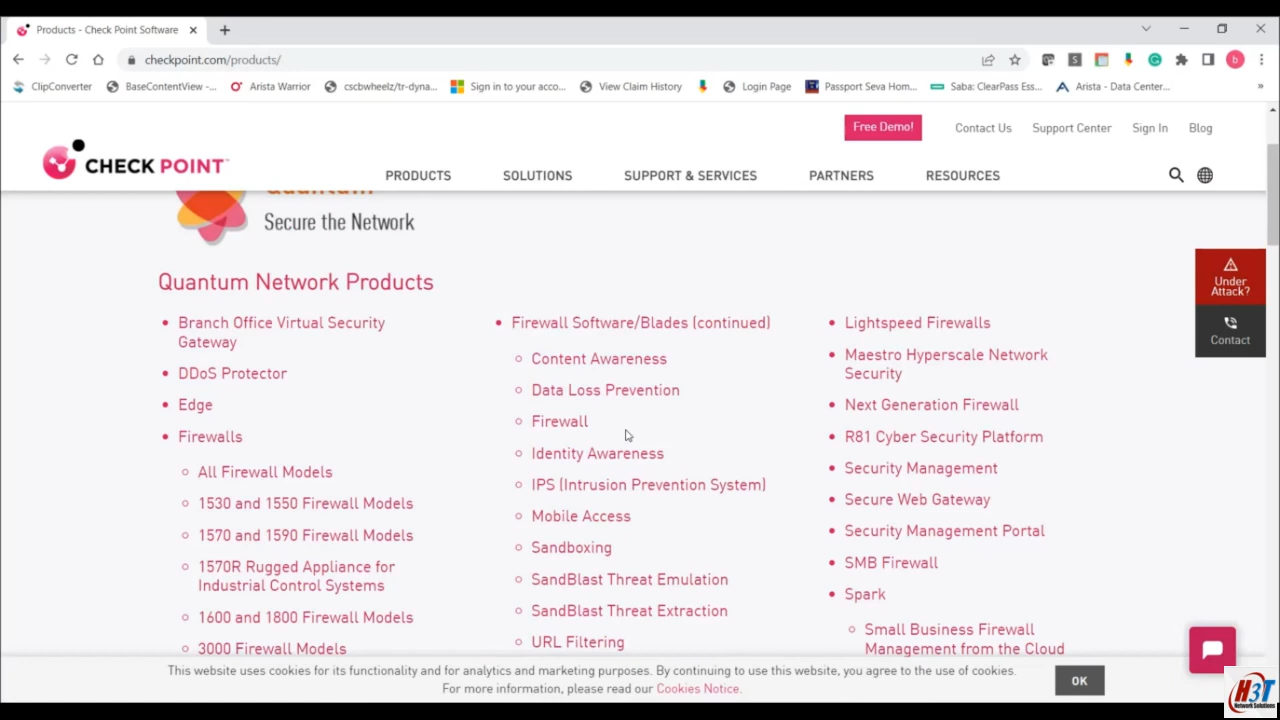 Products - Check Point Software
checkpoint.com/products/
ClipConverter
BaseContentView -...
Arista Warrior
cscbwheelz/tr-dyna...
Sign in to your acco...
View Claim History
Login Page
Passport Seva Hom...
Saba: ClearPass Ess...
Arista - Data Center...
»
Free Demo!
Contact Us
Support Center
Sign In
Blog
CHECK POINT™
PRODUCTS
SOLUTIONS
SUPPORT & SERVICES
PARTNERS
RESOURCES
Quantum
Secure the Network
Quantum Network Products
Branch Office Virtual Security
Gateway
DDoS Protector
Edge
Firewalls
All Firewall Models
1530 and 1550 Firewall Models
1570 and 1590 Firewall Models
1570R Rugged Appliance for
Industrial Control Systems
1600 and 1800 Firewall Models
3000 Firewall Models
Firewall Software/Blades (continued)
Content Awareness
Data Loss Prevention
Firewall
Identity Awareness
IPS (Intrusion Prevention System)
Mobile Access
Sandboxing
SandBlast Threat Emulation
SandBlast Threat Extraction
URL Filtering
Lightspeed Firewalls
Maestro Hyperscale Network
Security
Next Generation Firewall
R81 Cyber Security Platform
Security Management
Secure Web Gateway
Security Management Portal
SMB Firewall
Spark
Small Business Firewall
Management from the Cloud
Under
Attack?
Contact
This website uses cookies for its functionality and for analytics and marketing purposes. By continuing to use this website, you agree to the use of cookies.
For more information, please read our Cookies Notice.
OK
H3T
Network Solutions